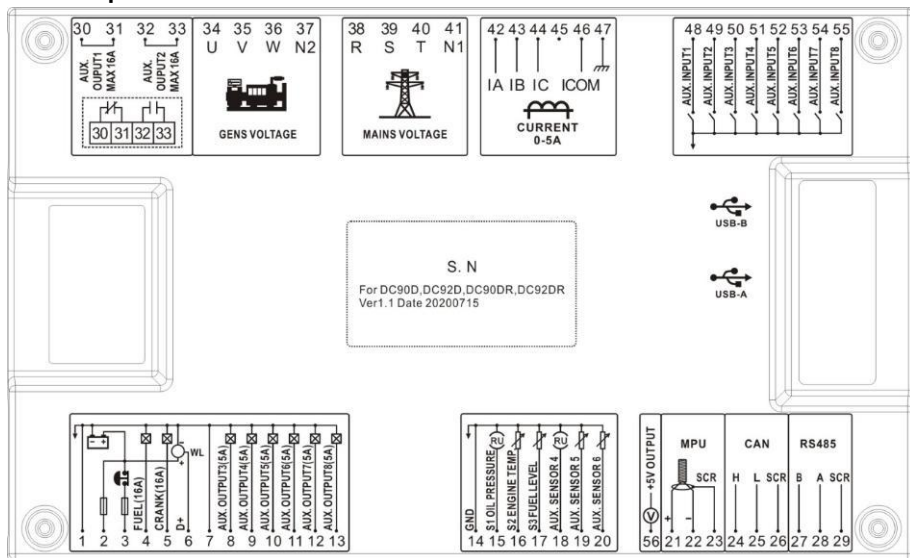 30 31 32 33
AUX.
OUPUT1
MAX16A
AUX.
OUPUT2
MAX16A
30 31 32 33
34 35 36 37
U V W N2
GENS VOLTAGE
38 39 40 41
R S T N1
MAINS VOLTAGE
42 43 44 45 46 47
IA IB IC ICOM
CURRENT
0-5A
48 49 50 51 52 53 54 55
AUX.INPUT1
AUX.INPUT2
AUX.INPUT3
AUX.INPUT4
AUX.INPUT5
AUX.INPUT6
AUX.INPUT7
AUX.INPUT8
USB-B
USB-A
S.N
For DC90D,DC92D,DC90DR,DC92DR
Ver1.1 Date 20200715
- +
FUEL(16A)
CRANK(16A)
-
WL
+
D+
AUX. OUTPUT3(5A)
AUX. OUTPUT4(5A)
AUX. OUTPUT5(5A)
AUX. OUTPUT6(5A)
AUX. OUTPUT7(5A)
AUX. OUTPUT8(5A)
1 2 3 4 5 6 7 8 9 10 11 12 13
GND
S1 OIL PRESSURE
RU
S2 ENGINE TEMP.
S3 FUEL LEVEL
AUX. SENSOR 4
RU
AUX. SENSOR 5
AUX. SENSOR 6
14 15 16 17 18 19 20
+5V OUTPUT
V
56
MPU
SCR
+ -
21 22 23
CAN
H L SCR
24 25 26
RS485
B A SCR
27 28 29